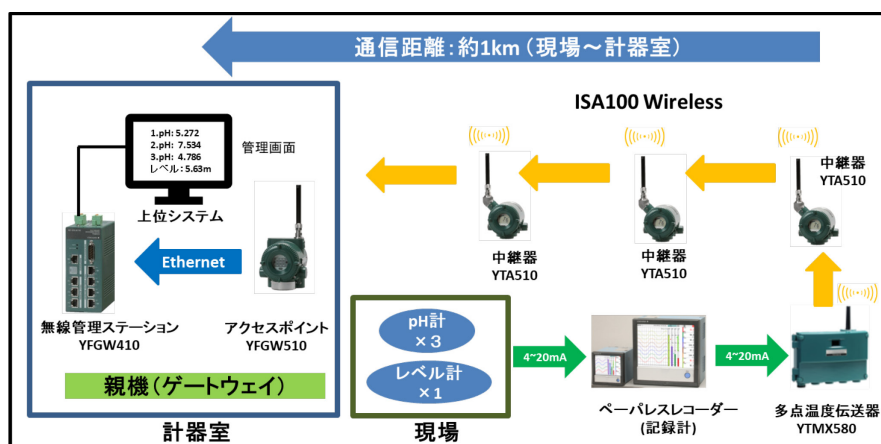 通信距離:約1km(現場~計器室)
ISA100 Wireless
1.pH:5.272
2.pH: 7.534
3.pH: 4.786
レベル:5.63m
管理画面
上位システム
Ethernet
無線管理ステーション
YFGW410
アクセスポイント
YFGW510
親機(ゲートウェイ)
計器室
中継器
YTA510
中継器
YTA510
中継器
YTA510
pH計
×3
レベル計
×1
現場
4~20mA
ペーパレスレコーダー
(記録計)
4~20mA
多点温度伝送器
YTMX580